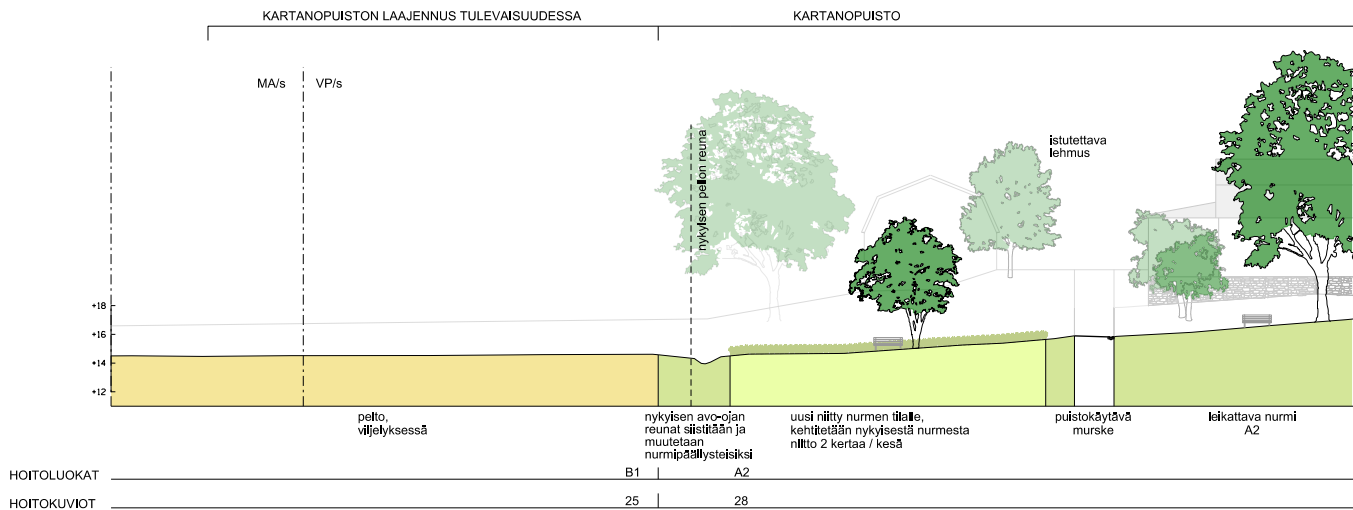 KARTANOPUISTON LAAJENNUS TULEVAISUUDESSA
KARTANOPUISTO
MA/s
VP/s
nykyisen pellon reuna
istutettava
lehmus
+18
+16
+14
+12
pelto,
viljelyksessä
nykyisen avo-ojan
reunat siistitään ja
muutetaan
nurmipäällysteisiksi
uusi niitty nurmen tilalle,
kehtitetään nykyisestä nurmesta
niitto 2 kertaa / kesä
puistokäytävä
murske
leikattava nurmi
A2
HOITOLUOKAT
B1
A2
HOITOKUVIOT
25
28